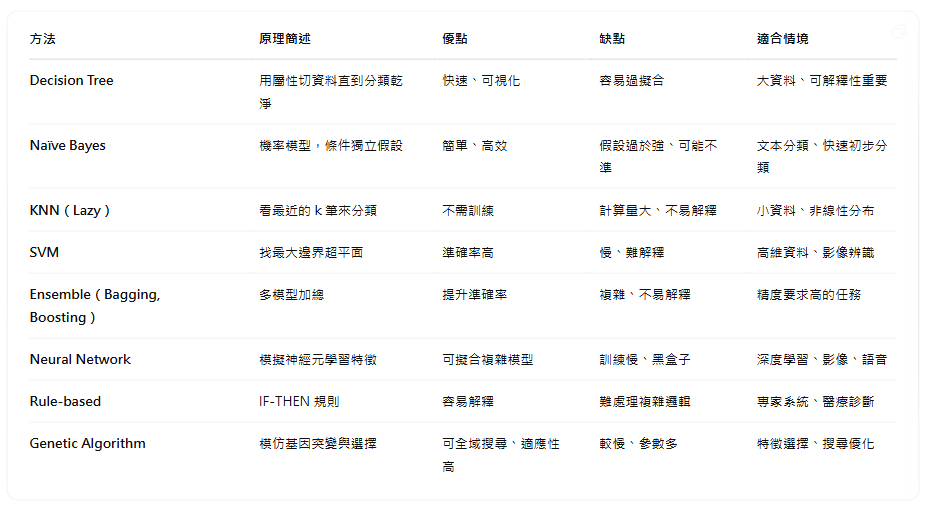 方法 原理簡述 優點 缺點 適合情境
Decision Tree 用屬性切資料直到分類乾淨 快速、可視化 容易過擬合 大資料、可解釋性重要
Naïve Bayes 機率模型，條件獨立假設 簡單、高效 假設過於強、可能不準 文本分類、快速初步分類
KNN（Lazy） 看最近的 k 筆來分類 不需訓練 計算量大、不易解釋 小資料、非線性分布
SVM 找最大邊界超平面 準確率高 慢、難解釋 高維資料、影像辨識
Ensemble（Bagging, Boosting） 多模型加總 提升準確率 複雜、不易解釋 精度要求高的任務
Neural Network 模擬神經元學習特徵 可擬合複雜模型 訓練慢、黑盒子 深度學習、影像、語音
Rule-based IF-THEN 規則 容易解釋 難處理複雜邏輯 專家系統、醫療診斷
Genetic Algorithm 模仿基因突變與選擇 可全域搜尋、適應性高 較慢、參數多 特徵選擇、搜尋優化